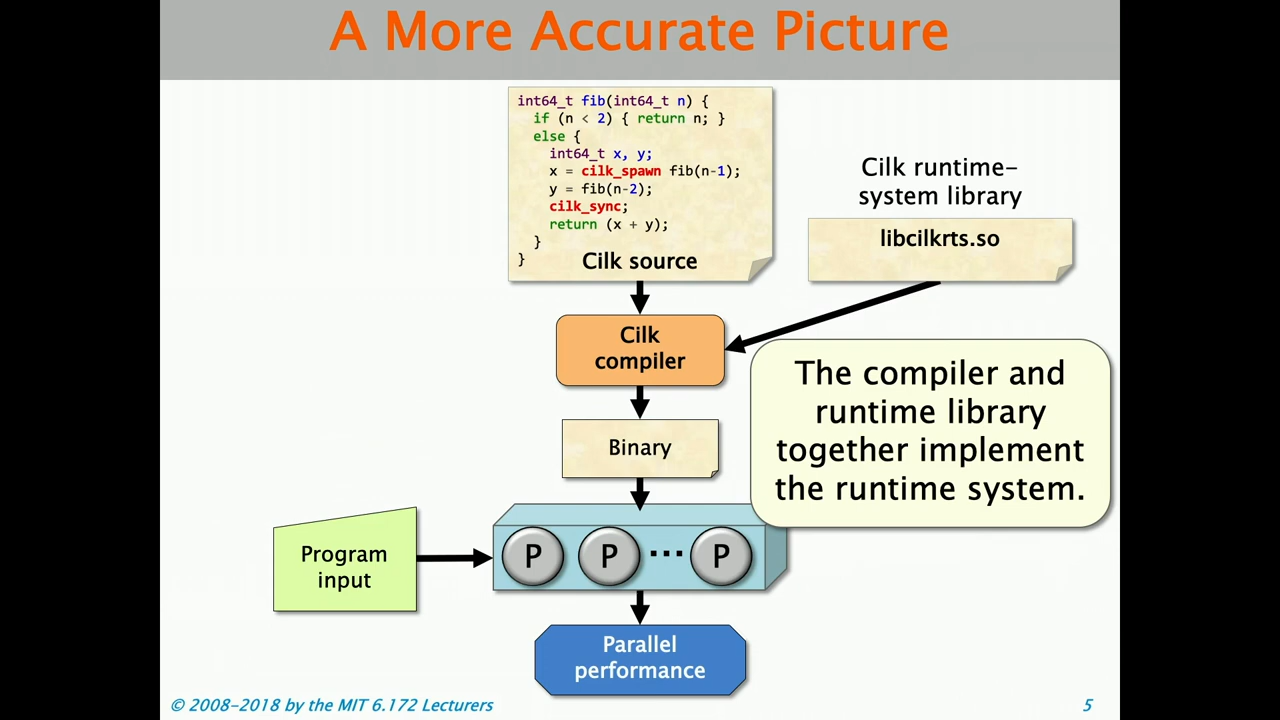 A More Accurate Picture
int64_t fib(int64_t n) {
if (n < 2) { return n; }
else {
int64_t x, y;
x = cilk_spawn fib(n-1);
y = fib(n-2);
cilk_sync;
return (x + y);
}
}
Cilk source
Cilk runtime-
system library
libcilkrts.so
Cilk
compiler
The compiler and
runtime library
together implement
the runtime system.
Binary
Program
input
P P ... P
Parallel
performance
© 2008-2018 by the MIT 6.172 Lecturers
5